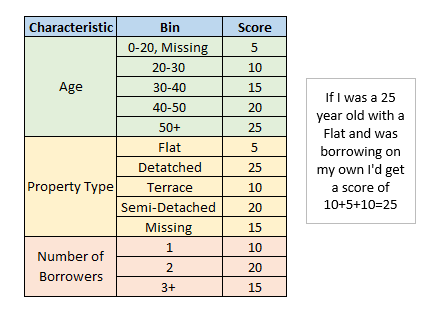 Characteristic Bin Score
Age
0-20, Missing 5
20-30 10
30-40 15
40-50 20
50+ 25
Property Type
Flat 5
Detatched 25
Terrace 10
Semi-Detached 20
Missing 15
Number of
Borrowers
1 10
2 20
3+ 15
If I was a 25
year old with a
Flat and was
borrowing on
my own I'd get
a score of
10+5+10=25